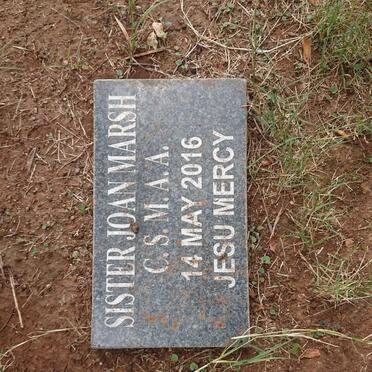 SISTER JOAN MARSH
C. S. M A. A.
14 MAY 2016
JESU MERCY